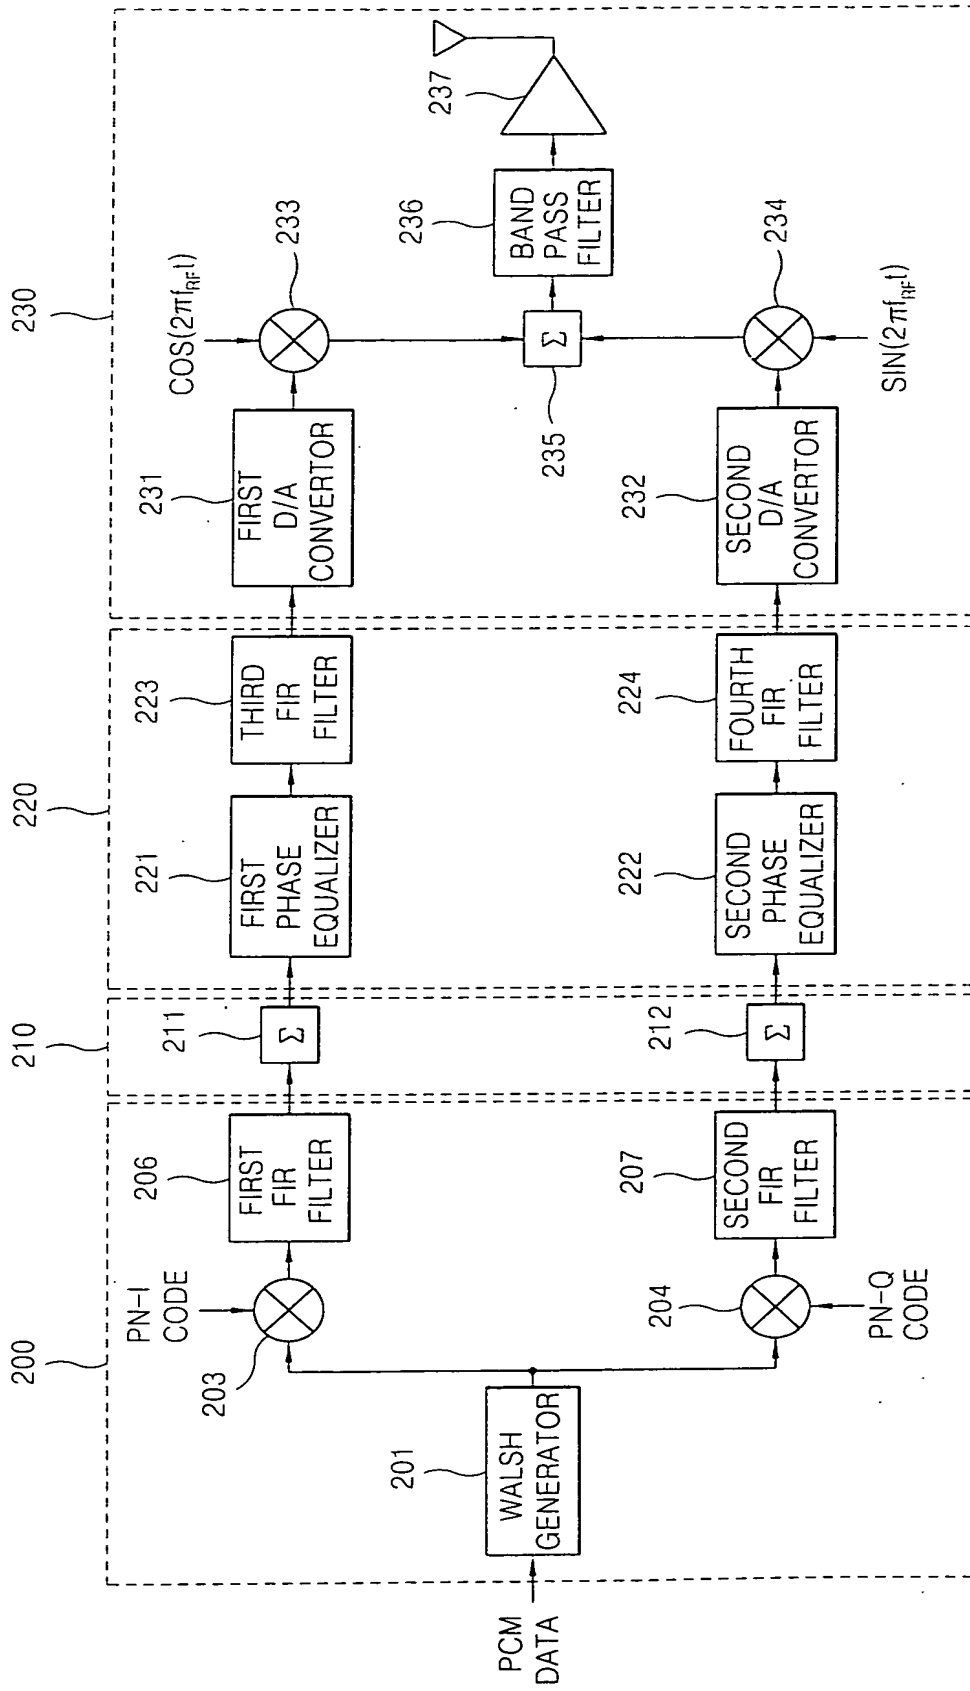 200
210
220
230
PCM
DATA
201
WALSH
GENERATOR
PN-I
CODE
203
206
FIRST
FIR
FILTER
211
Σ
221
FIRST
PHASE
EQUALIZER
223
THIRD
FIR
FILTER
231
FIRST
D/A
CONVERTOR
COS(2πfRFt)
233
235
Σ
236
BAND
PASS
FILTER
237
204
PN-Q
CODE
207
SECOND
FIR
FILTER
212
Σ
222
SECOND
PHASE
EQUALIZER
224
FOURTH
FIR
FILTER
232
SECOND
D/A
CONVERTOR
234
SIN(2πfRFt)